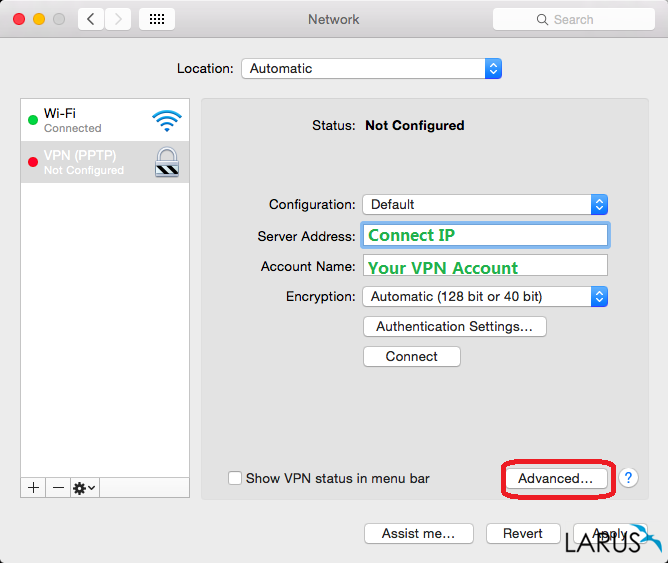 Network
Search
Location: Automatic
Wi-Fi
Connected
VPN (PPTP)
Not Configured
Status: Not Configured
Configuration: Default
Server Address: Connect IP
Account Name: Your VPN Account
Encryption: Automatic (128 bit or 40 bit)
Authentication Settings...
Connect
Show VPN status in menu bar
Advanced...
?
Assist me...
Revert
Apply
LARUS